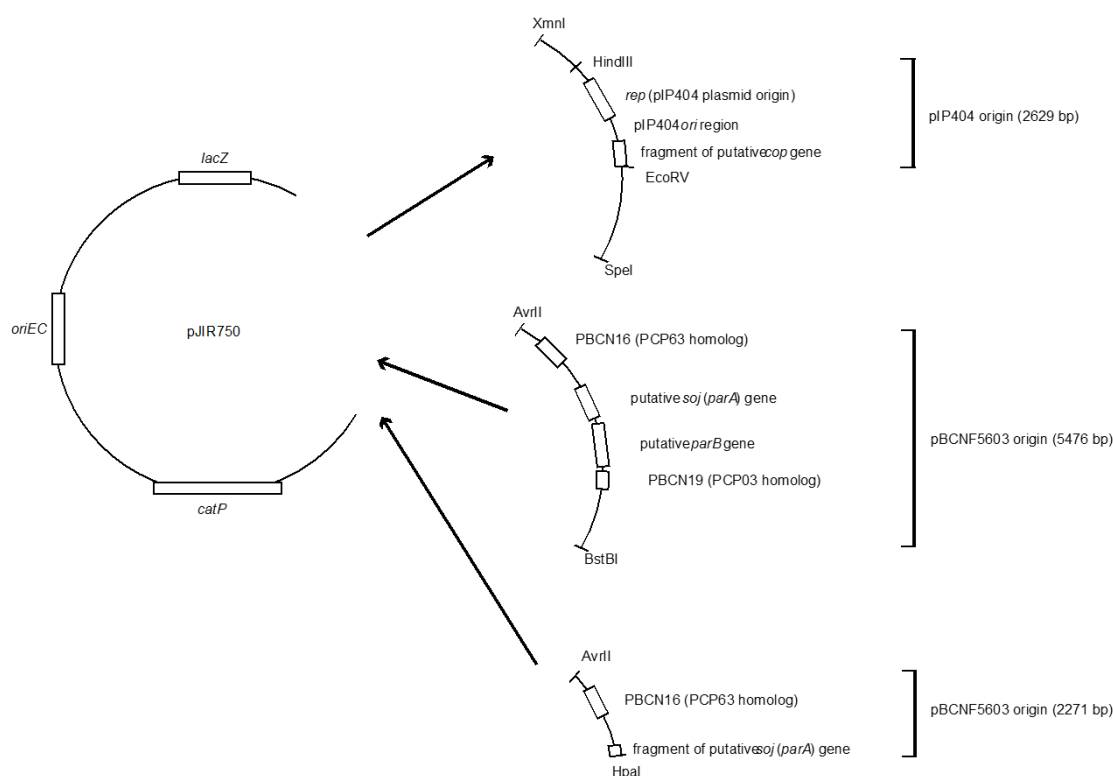 XmnI
HindIII
rep (pIP404 plasmid origin)
pIP404 ori region
fragment of putative cop gene
EcoRV
SpeI
pIP404 origin (2629 bp)
lacZ
oriEC
pJIR750
catP
AvrII
PBCN16 (PCP63 homolog)
putative soj (parA) gene
putative parB gene
PBCN19 (PCP03 homolog)
BstBI
pBCNF5603 origin (5476 bp)
AvrII
PBCN16 (PCP63 homolog)
fragment of putative soj (parA) gene
HpaI
pBCNF5603 origin (2271 bp)